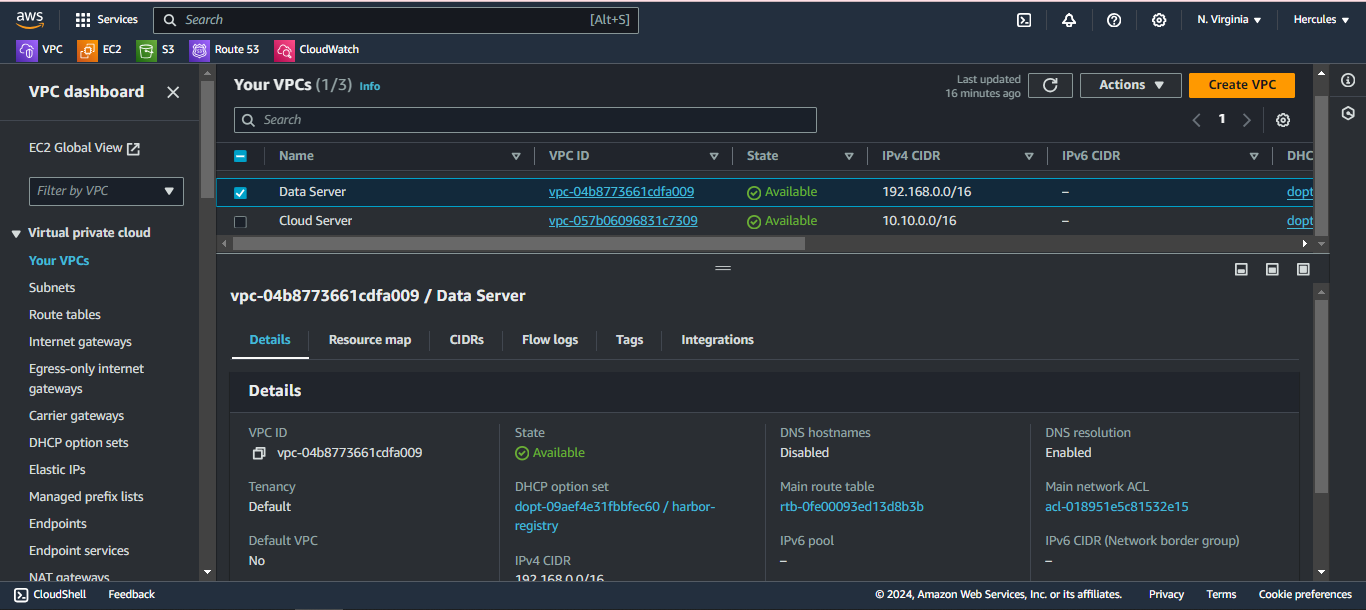 aws
Services
Search
[Alt+S]
N. Virginia
Hercules
VPC
EC2
S3
Route 53
CloudWatch
VPC dashboard
EC2 Global View
Filter by VPC
Virtual private cloud
Your VPCs
Subnets
Route tables
Internet gateways
Egress-only internet
gateways
Carrier gateways
DHCP option sets
Elastic IPs
Managed prefix lists
Endpoints
Endpoint services
NAT gateways
Your VPCs (1/3) Info
Last updated
16 minutes ago
Actions
Create VPC
Search
1
Name VPC ID State IPv4 CIDR IPv6 CIDR DHC
Data Server vpc-04b8773661cdfa009 Available 192.168.0.0/16 – dopt
Cloud Server vpc-057b06096831c7309 Available 10.10.0.0/16 – dopt
vpc-04b8773661cdfa009 / Data Server
Details Resource map CIDRs Flow logs Tags Integrations
Details
VPC ID
vpc-04b8773661cdfa009
Tenancy
Default
Default VPC
No
State
Available
DHCP option set
dopt-09aef4e31fbbfec60 / harbor-
registry
IPv4 CIDR
192.168.0.0/16
DNS hostnames
Disabled
Main route table
rtb-0fe00093ed13d8b3b
IPv6 pool
–
DNS resolution
Enabled
Main network ACL
acl-018951e5c81532e15
IPv6 CIDR (Network border group)
–
CloudShell
Feedback
© 2024, Amazon Web Services, Inc. or its affiliates.
Privacy
Terms
Cookie preferences